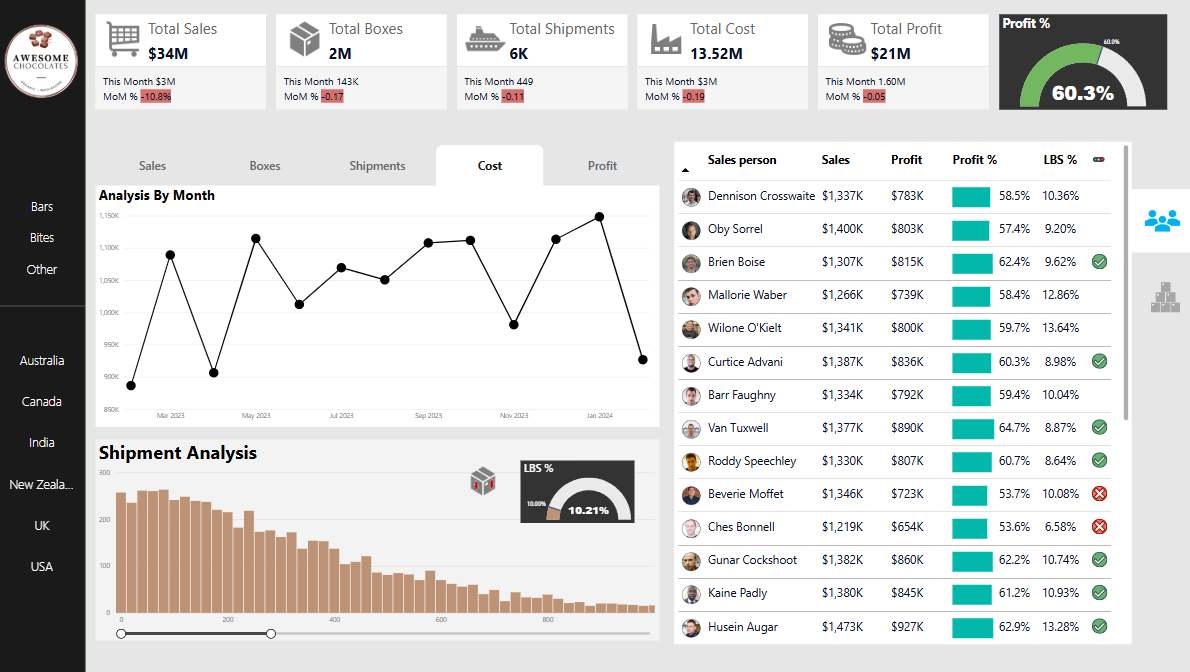 AWESOME
CHOCOLATES
Total Sales
$34M
This Month $3M
MoM % -10.8%
Total Boxes
2M
This Month 143K
MoM % -0.17
Total Shipments
6K
This Month 449
MoM % -0.11
Total Cost
13.52M
This Month $3M
MoM % -0.19
Total Profit
$21M
This Month 1.60M
MoM % -0.05
Profit %
60.0%
60.3%
Bars
Bites
Other
Australia
Canada
India
New Zeala...
UK
USA
Sales Boxes Shipments Cost Profit
Analysis By Month
1,150K
1,100K
1,050K
1,000K
950K
900K
850K
Mar 2023 May 2023 Jul 2023 Sep 2023 Nov 2023 Jan 2024
Shipment Analysis
300
200
100
0
0 200 400 600 800
LBS %
10.00%
10.21%
Sales person Sales Profit Profit % LBS %
Dennison Crosswaite $1,337K $783K 58.5% 10.36%
Oby Sorrel $1,400K $803K 57.4% 9.20%
Brien Boise $1,307K $815K 62.4% 9.62%
Mallorie Waber $1,266K $739K 58.4% 12.86%
Wilone O'Kielt $1,341K $800K 59.7% 13.64%
Curtice Advani $1,387K $836K 60.3% 8.98%
Barr Faughny $1,334K $792K 59.4% 10.04%
Van Tuxwell $1,377K $890K 64.7% 8.87%
Roddy Speechley $1,330K $807K 60.7% 8.64%
Beverie Moffet $1,346K $723K 53.7% 10.08%
Ches Bonnell $1,219K $654K 53.6% 6.58%
Gunar Cockshoot $1,382K $860K 62.2% 10.74%
Kaine Padly $1,380K $845K 61.2% 10.93%
Husein Augar $1,473K $927K 62.9% 13.28%